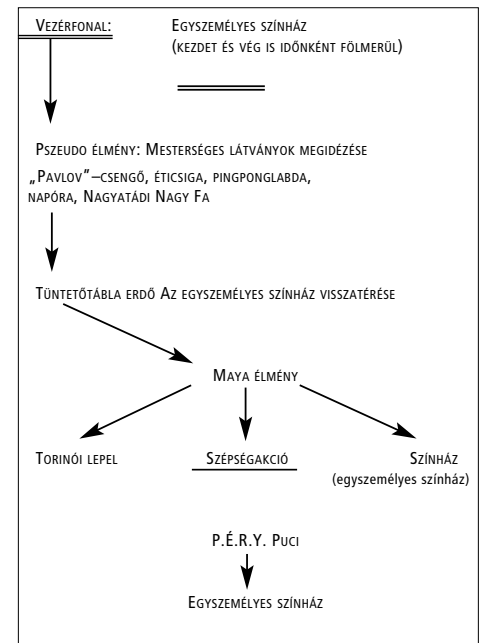 VEZÉRFONAL: EGYSZEMÉLYES SZÍNHÁZ
(KEZDET ÉS VÉG IS IDŐNKÉNT FÖLMERÜL)
PSZEUDO ÉLMÉNY: MESTERSÉGES LÁTVÁNYOK MEGIDÉZÉSE
„PAVLOV”–CSENGŐ, ÉTICSIGA, PINGPONGLABDA,
NAPÓRA, NAGYATÁDI NAGY FA
TÜNTETŐTÁBLA ERDŐ AZ EGYSZEMÉLYES SZÍNHÁZ VISSZATÉRÉSE
MAYA ÉLMÉNY
TORINÓI LEPEL SZÉPSÉGAKCIÓ SZÍNHÁZ
(egyszemélyes színház)
P.É.R.Y. PUCI
EGYSZEMÉLYES SZÍNHÁZ